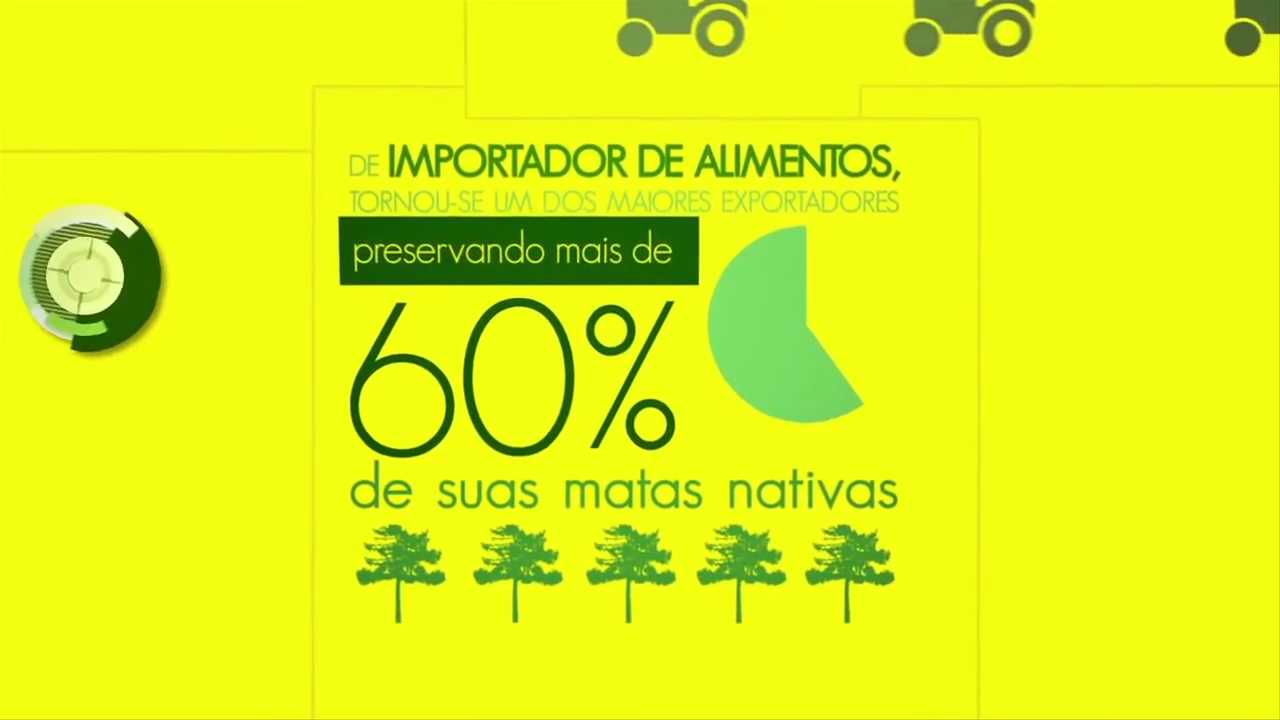 DE IMPORTADOR DE ALIMENTOS,
TORNOU-SE UM DOS MAIORES EXPORTADORES
preservando mais de
60%
de suas matas nativas